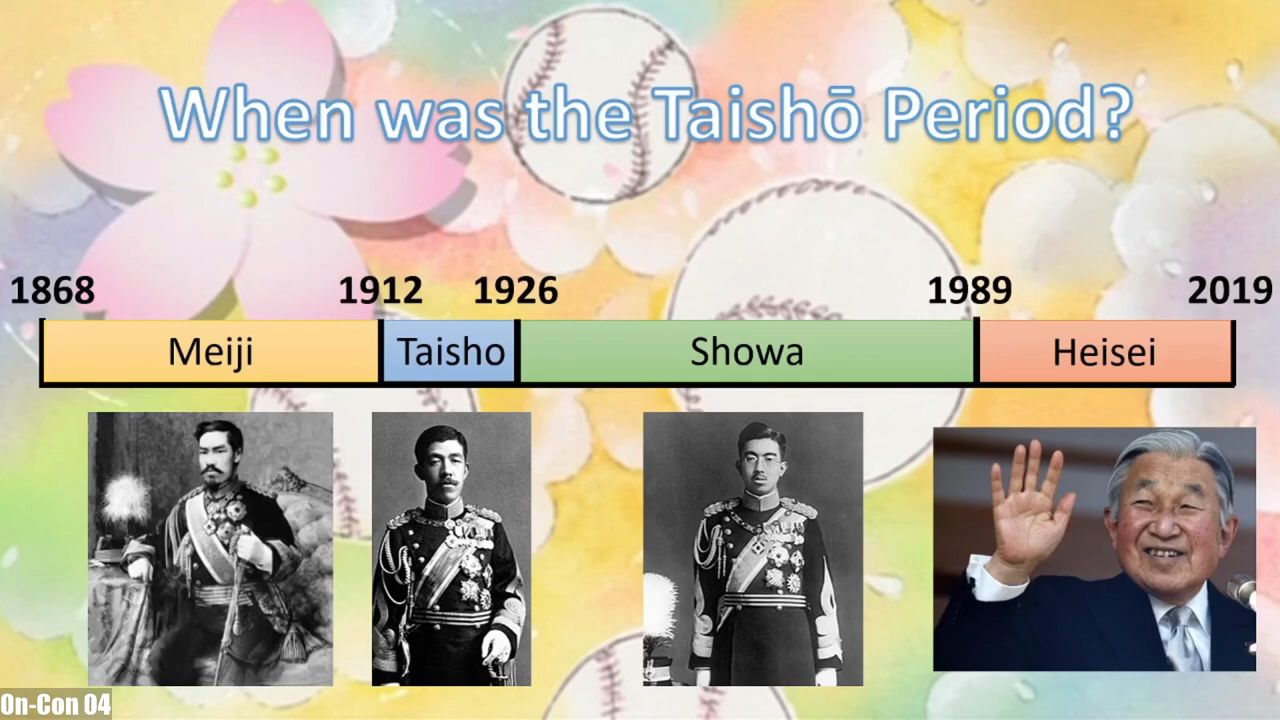 When was the Taishō Period?
1868 1912 1926 1989 2019
Meiji Taisho Showa Heisei
On-Con 04